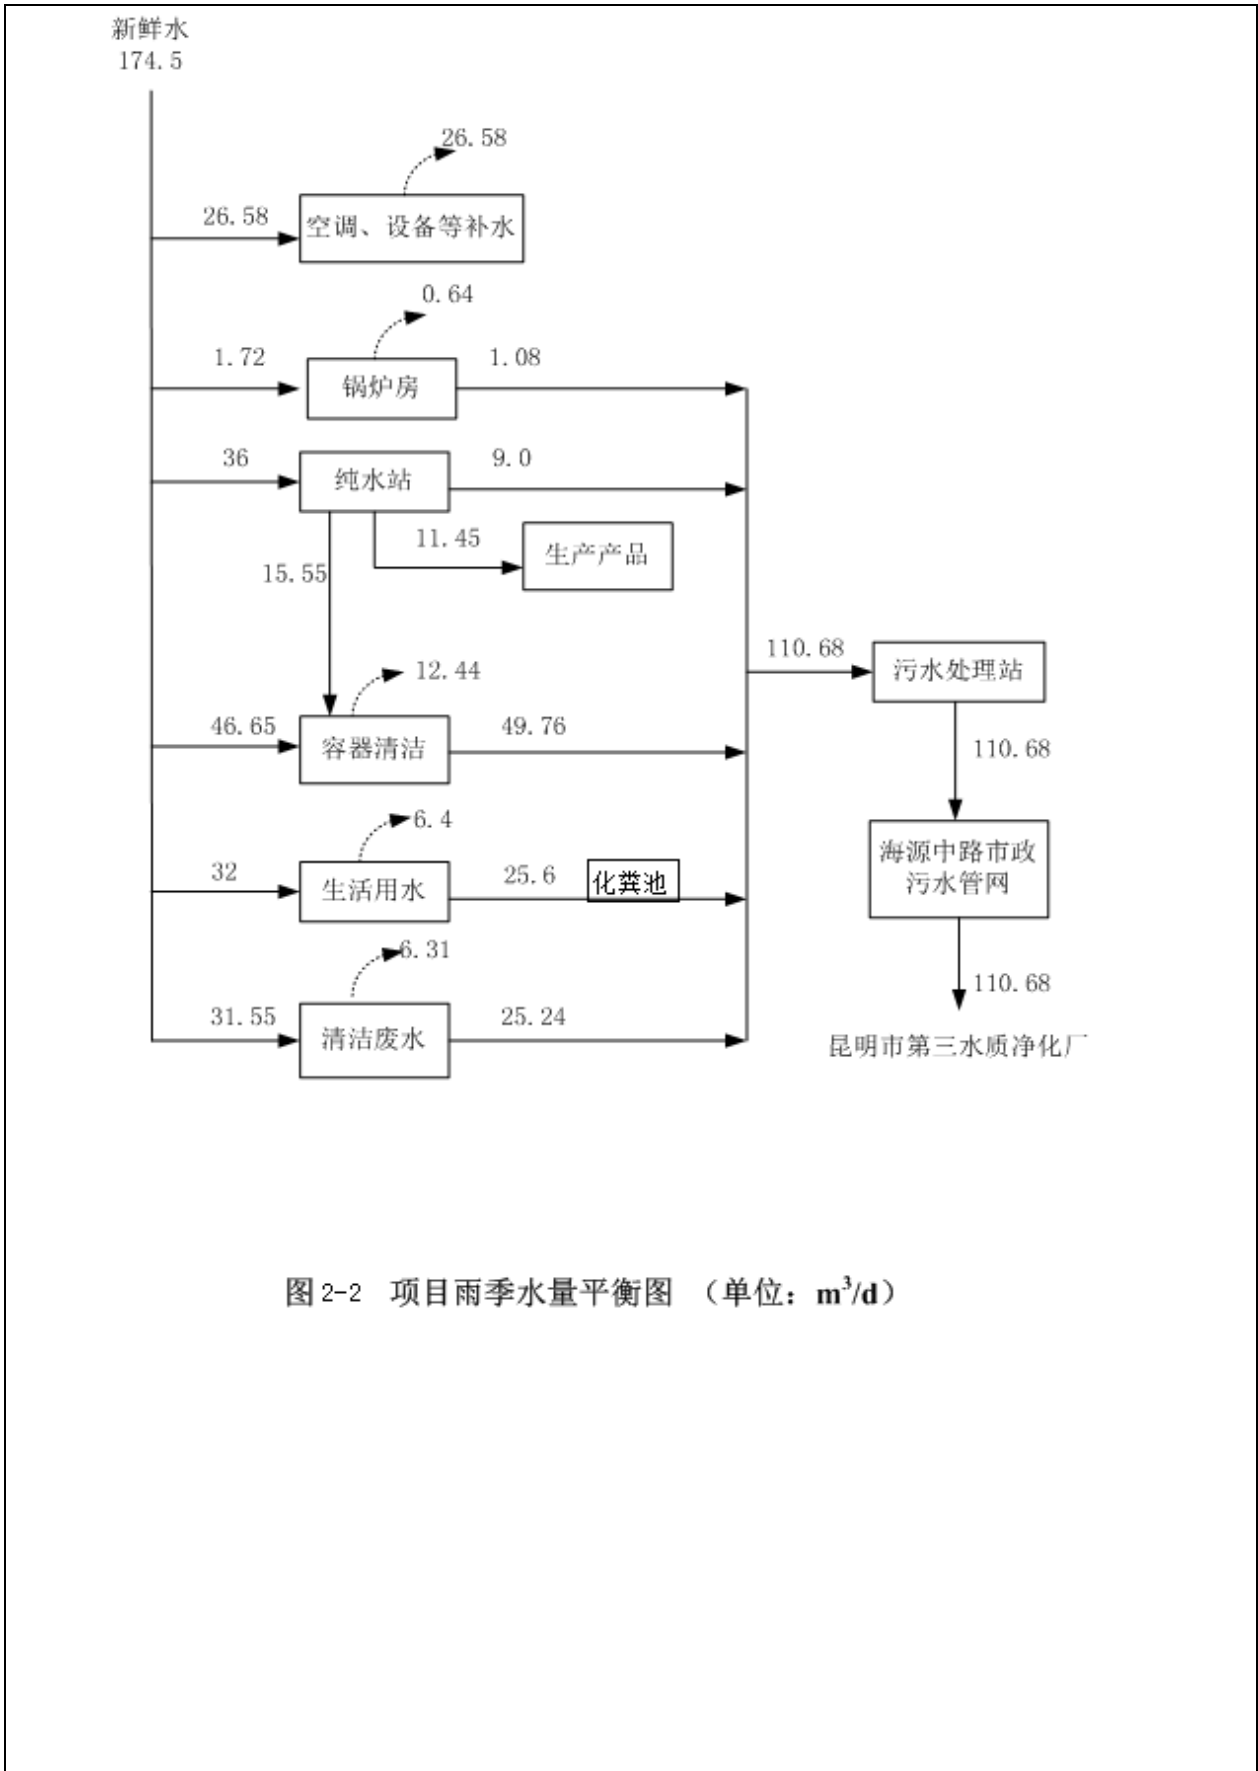 新鲜水
174.5
26.58
26.58
空调、设备等补水
0.64
1.72
锅炉房
1.08
36
纯水站
9.0
11.45
生产产品
15.55
110.68
污水处理站
12.44
46.65
容器清洁
49.76
110.68
6.4
32
生活用水
25.6
化粪池
海源中路市政
污水管网
6.31
31.55
清洁废水
25.24
110.68
昆明市第三水质净化厂
图2-2 项目雨季水量平衡图 （单位：m³/d）